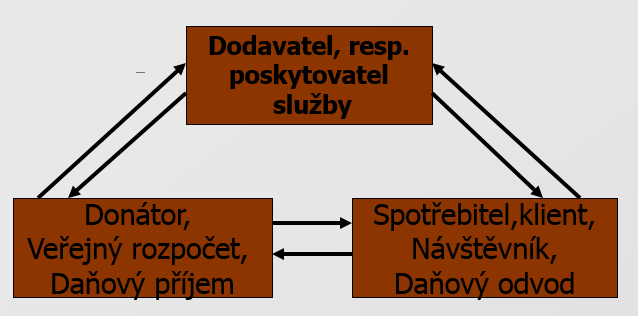 Dodavatel, resp.
poskytovatel
služby
Donátor,
Veřejný rozpočet,
Daňový příjem
Spotřebitel,klient,
Návštěvník,
Daňový odvod